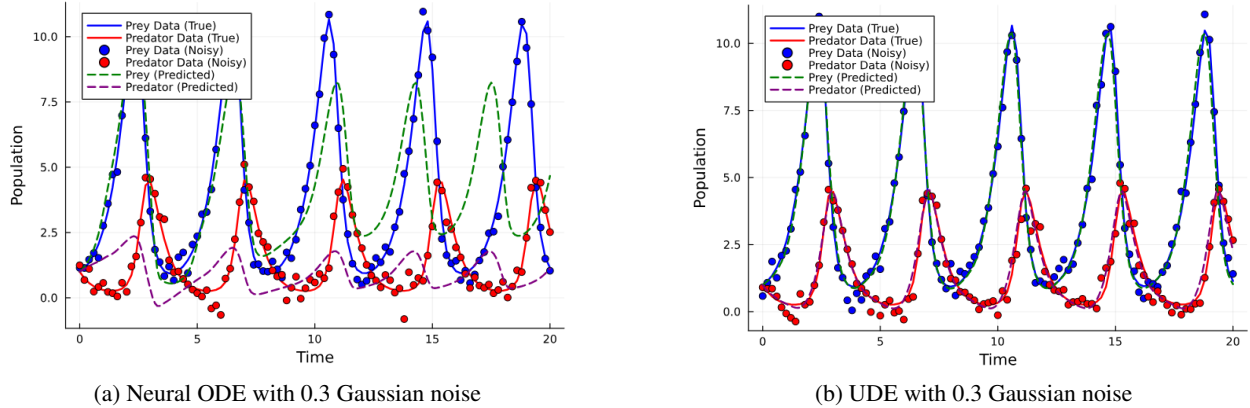 Prey Data (True)
Predator Data (True)
Prey Data (Noisy)
Predator Data (Noisy)
Prey (Predicted)
Predator (Predicted)
Population
10.0
7.5
5.0
2.5
0.0
0
5
10
15
20
Time
(a) Neural ODE with 0.3 Gaussian noise
Prey Data (True)
Predator Data (True)
Prey Data (Noisy)
Predator Data (Noisy)
Prey (Predicted)
Predator (Predicted)
Population
10.0
7.5
5.0
2.5
0.0
0
5
10
15
20
Time
(b) UDE with 0.3 Gaussian noise